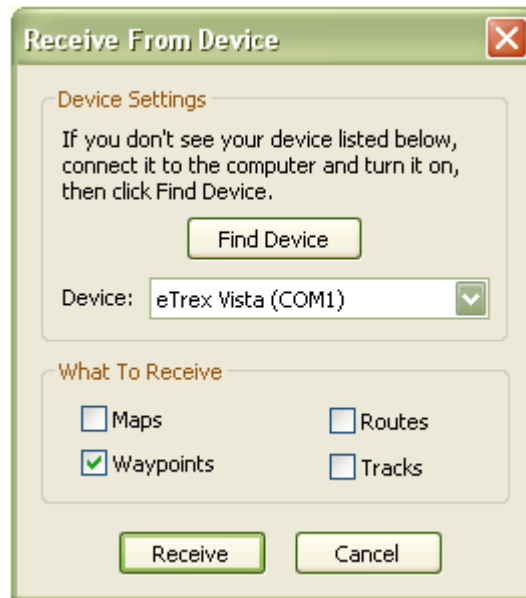 Receive From Device
Device Settings
If you don't see your device listed below,
connect it to the computer and turn it on,
then click Find Device.
Find Device
Device: eTrex Vista (COM1)
What To Receive
Maps Routes
Waypoints Tracks
Receive Cancel